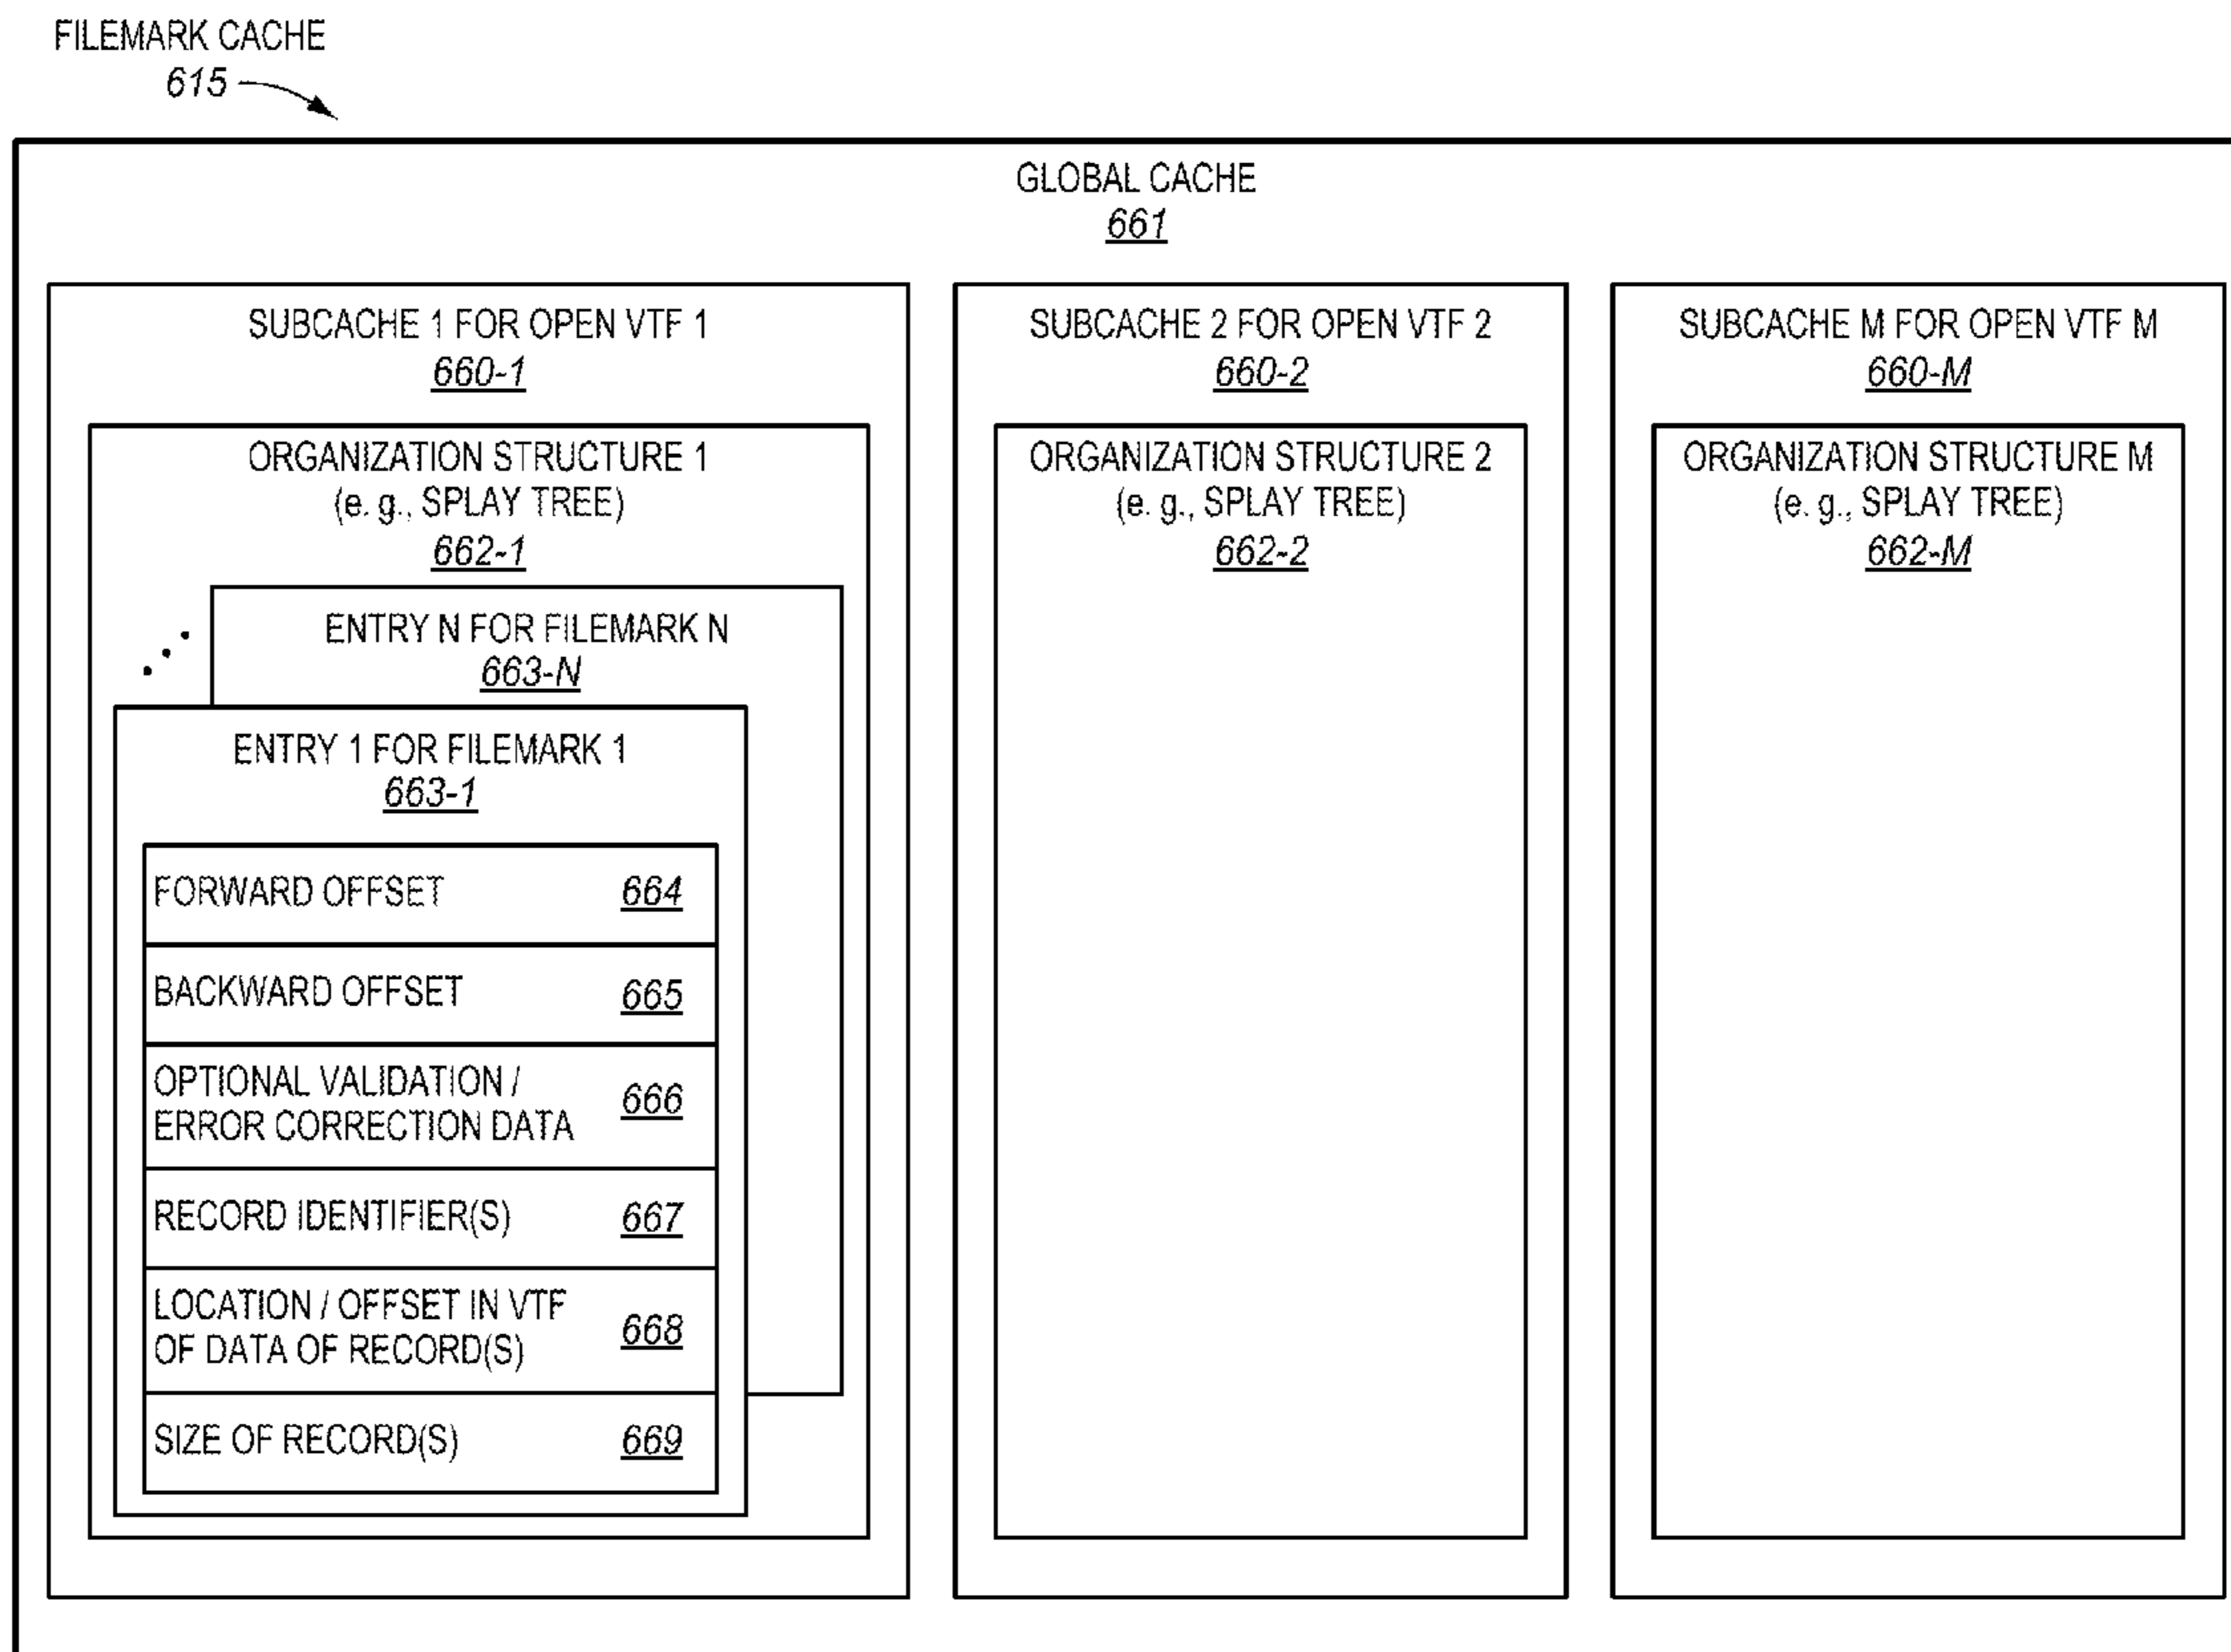 FILEMARK CACHE
615
GLOBAL CACHE
661
SUBCACHE 1 FOR OPEN VTF 1
660-1
ORGANIZATION STRUCTURE 1
(e. g., SPLAY TREE)
662-1
ENTRY N FOR FILEMARK N
663-N
ENTRY 1 FOR FILEMARK 1
663-1
FORWARD OFFSET 664
BACKWARD OFFSET 665
OPTIONAL VALIDATION /
ERROR CORRECTION DATA 666
RECORD IDENTIFIER(S) 667
LOCATION / OFFSET IN VTF
OF DATA OF RECORD(S) 668
SIZE OF RECORD(S) 669
SUBCACHE 2 FOR OPEN VTF 2
660-2
ORGANIZATION STRUCTURE 2
(e. g., SPLAY TREE)
662-2
SUBCACHE M FOR OPEN VTF M
660-M
ORGANIZATION STRUCTURE M
(e. g., SPLAY TREE)
662-M